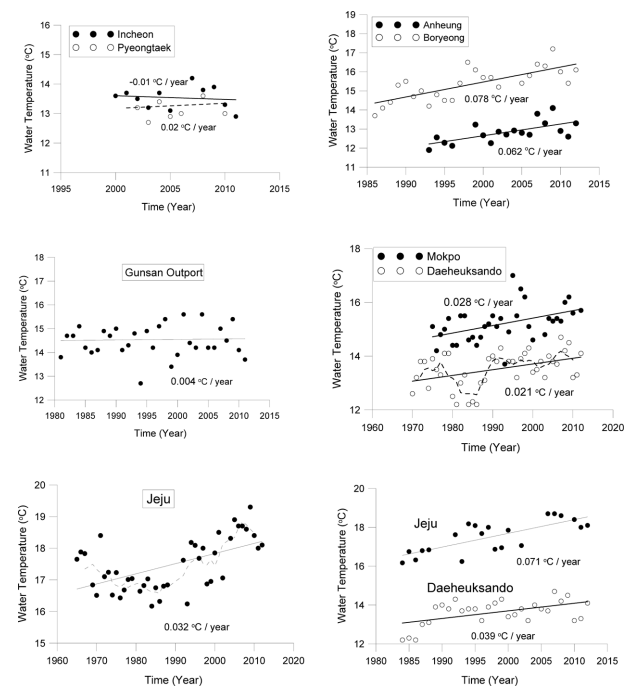 Incheon
Pyeongtaek
-0.01 °C / year
0.02 °C / year
Water Temperature (°C)
16
15
14
13
12
11
1995 2000 2005 2010 2015
Time (Year)
Anheung
Boryeong
0.078 °C / year
0.062 °C / year
Water Temperature (°C)
19
18
17
16
15
14
13
12
11
1985 1990 1995 2000 2005 2010 2015
Time (Year)
Gunsan Outport
0.004 °C / year
Water Temperature (°C)
18
17
16
15
14
13
12
1980 1985 1990 1995 2000 2005 2010 2015
Time (Year)
Mokpo
Daeheuksando
0.028 °C / year
0.021 °C / year
Water Temperature (°C)
18
16
14
12
1960 1970 1980 1990 2000 2010 2020
Time (Year)
Jeju
0.032 °C / year
Water Temperature (°C)
20
19
18
17
16
15
1960 1970 1980 1990 2000 2010 2020
Time (Year)
Jeju
0.071 °C / year
Daeheuksando
0.039 °C / year
Water Temperature (°C)
20
19
18
17
16
15
14
13
12
1980 1985 1990 1995 2000 2005 2010 2015
Time (Year)